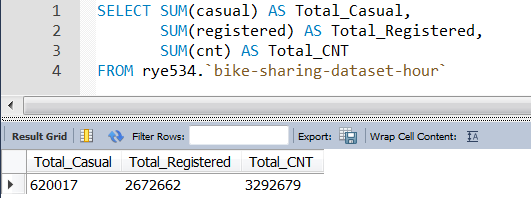 1 SELECT SUM(casual) AS Total_Casual,
2 SUM(registered) AS Total_Registered,
3 SUM(cnt) AS Total_CNT
4 FROM rye534.`bike-sharing-dataset-hour`
Result Grid Filter Rows: Export: Wrap Cell Content:
Total_Casual Total_Registered Total_CNT
620017 2672662 3292679